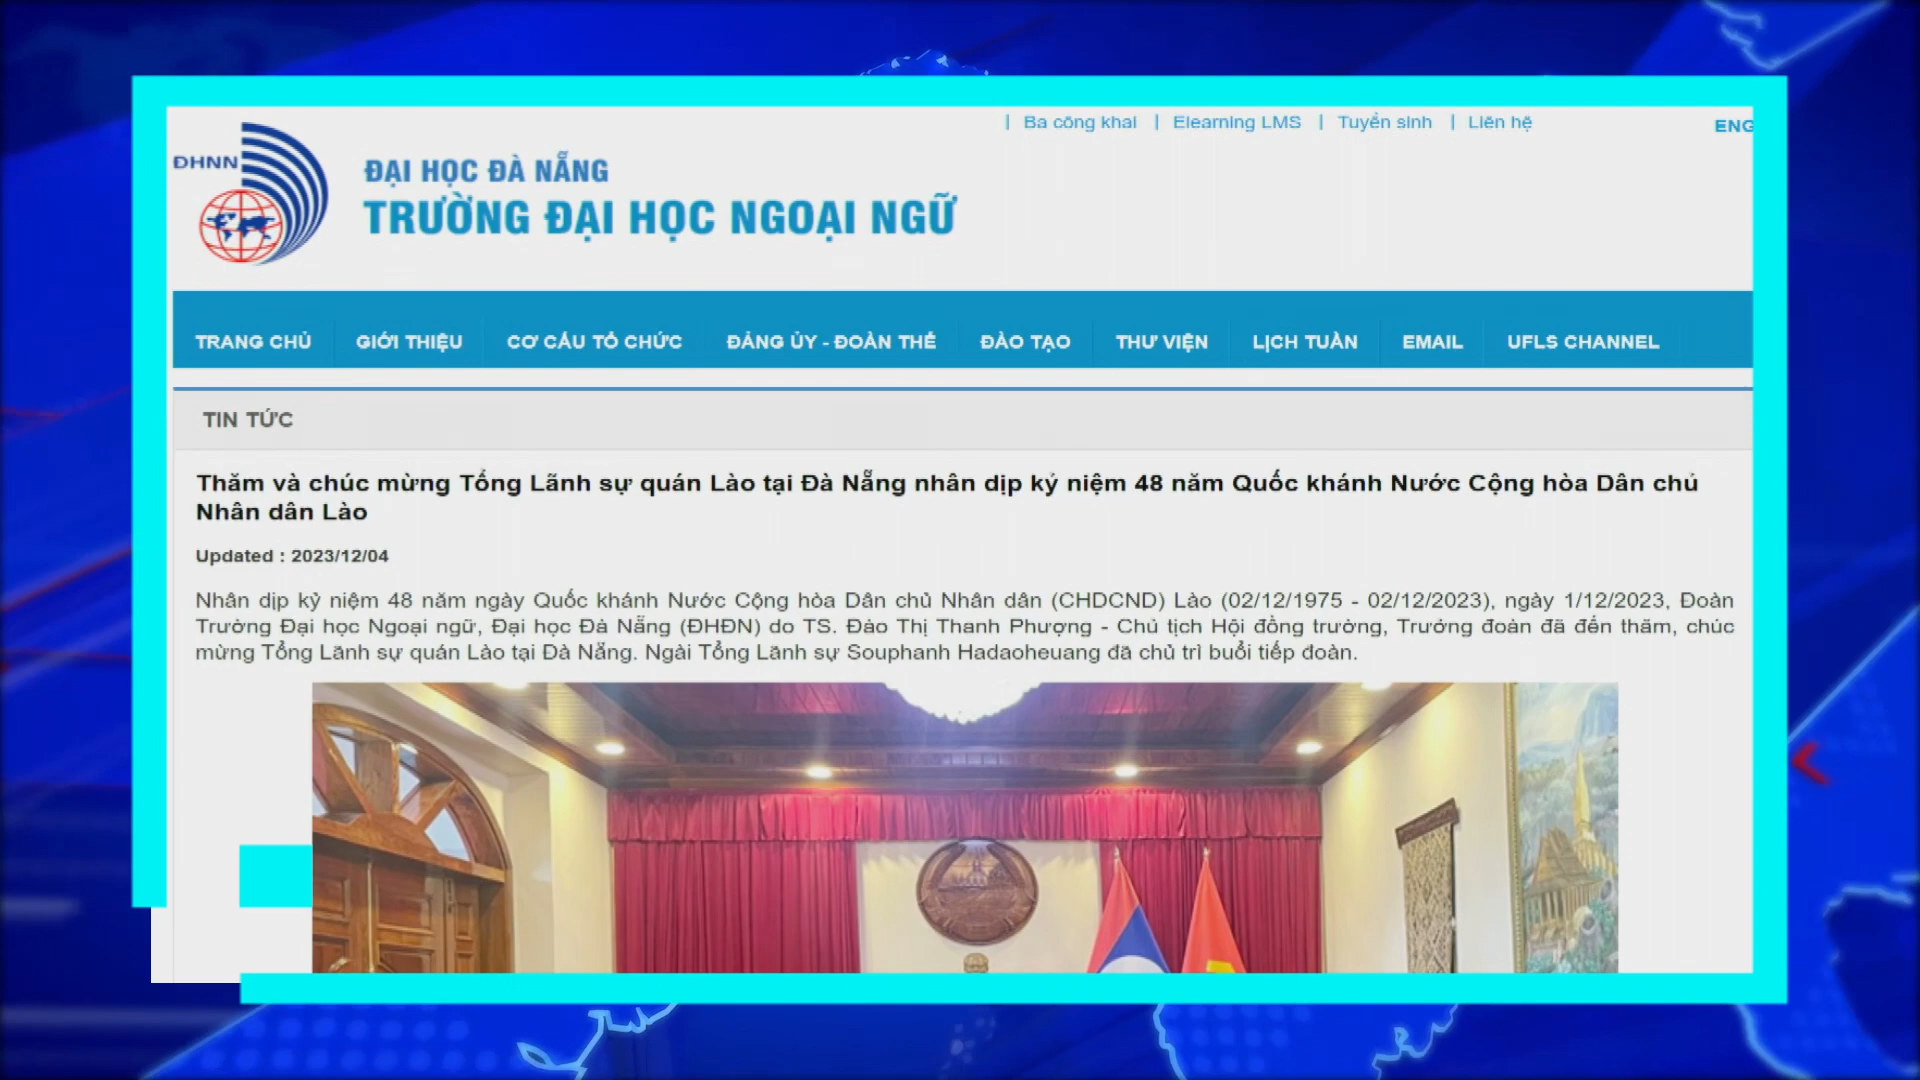 | Ba công khai | Elearning LMS | Tuyển sinh | Liên hệ
ENG
ĐHNN
ĐẠI HỌC ĐÀ NẴNG
TRƯỜNG ĐẠI HỌC NGOẠI NGỮ
TRANG CHỦ GIỚI THIỆU CƠ CẤU TỔ CHỨC ĐẢNG ỦY - ĐOÀN THỂ ĐÀO TẠO THƯ VIỆN LỊCH TUẦN EMAIL UFLS CHANNEL
TIN TỨC
Thăm và chúc mừng Tổng Lãnh sự quán Lào tại Đà Nẵng nhân dịp kỷ niệm 48 năm Quốc khánh Nước Cộng hòa Dân chủ
Nhân dân Lào
Updated : 2023/12/04
Nhân dịp kỷ niệm 48 năm ngày Quốc khánh Nước Cộng hòa Dân chủ Nhân dân (CHDCND) Lào (02/12/1975 - 02/12/2023), ngày 1/12/2023, Đoàn
Trường Đại học Ngoại ngữ, Đại học Đà Nẵng (ĐHĐN) do TS. Đào Thị Thanh Phượng - Chủ tịch Hội đồng trường, Trưởng đoàn đã đến thăm, chúc
mừng Tổng Lãnh sự quán Lào tại Đà Nẵng. Ngài Tổng Lãnh sự Souphanh Hadaoheuang đã chủ trì buổi tiếp đoàn.